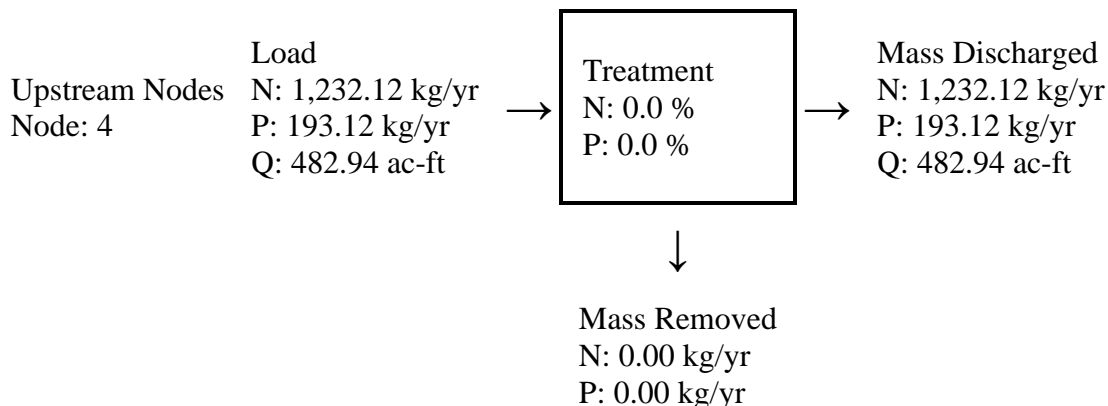 Upstream Nodes
Node: 4
Load
N: 1,232.12 kg/yr
P: 193.12 kg/yr
Q: 482.94 ac-ft
→
Treatment
N: 0.0 %
P: 0.0 %
→
Mass Discharged
N: 1,232.12 kg/yr
P: 193.12 kg/yr
Q: 482.94 ac-ft
↓
Mass Removed
N: 0.00 kg/yr
P: 0.00 kg/yr